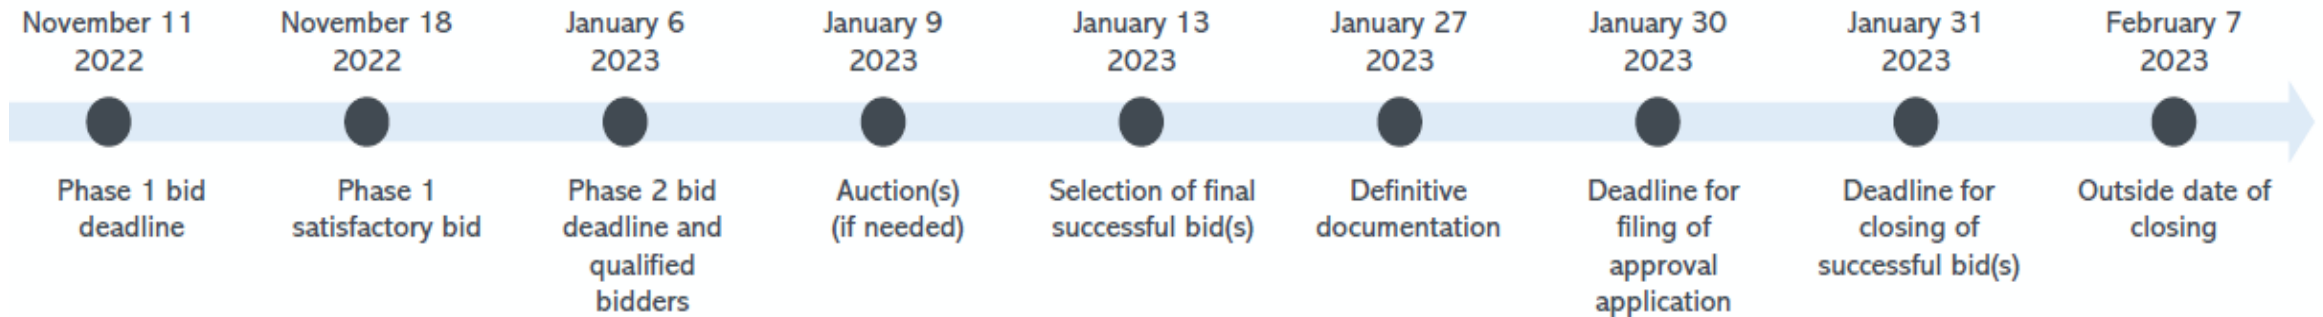 November 11
2022
November 18
2022
January 6
2023
January 9
2023
January 13
2023
January 27
2023
January 30
2023
January 31
2023
February 7
2023
Phase 1 bid
deadline
Phase 1
satisfactory bid
Phase 2 bid
deadline and
qualified
bidders
Auction(s)
(if needed)
Selection of final
successful bid(s)
Definitive
documentation
Deadline for
filing of
approval
application
Deadline for
closing of
successful bid(s)
Outside date of
closing